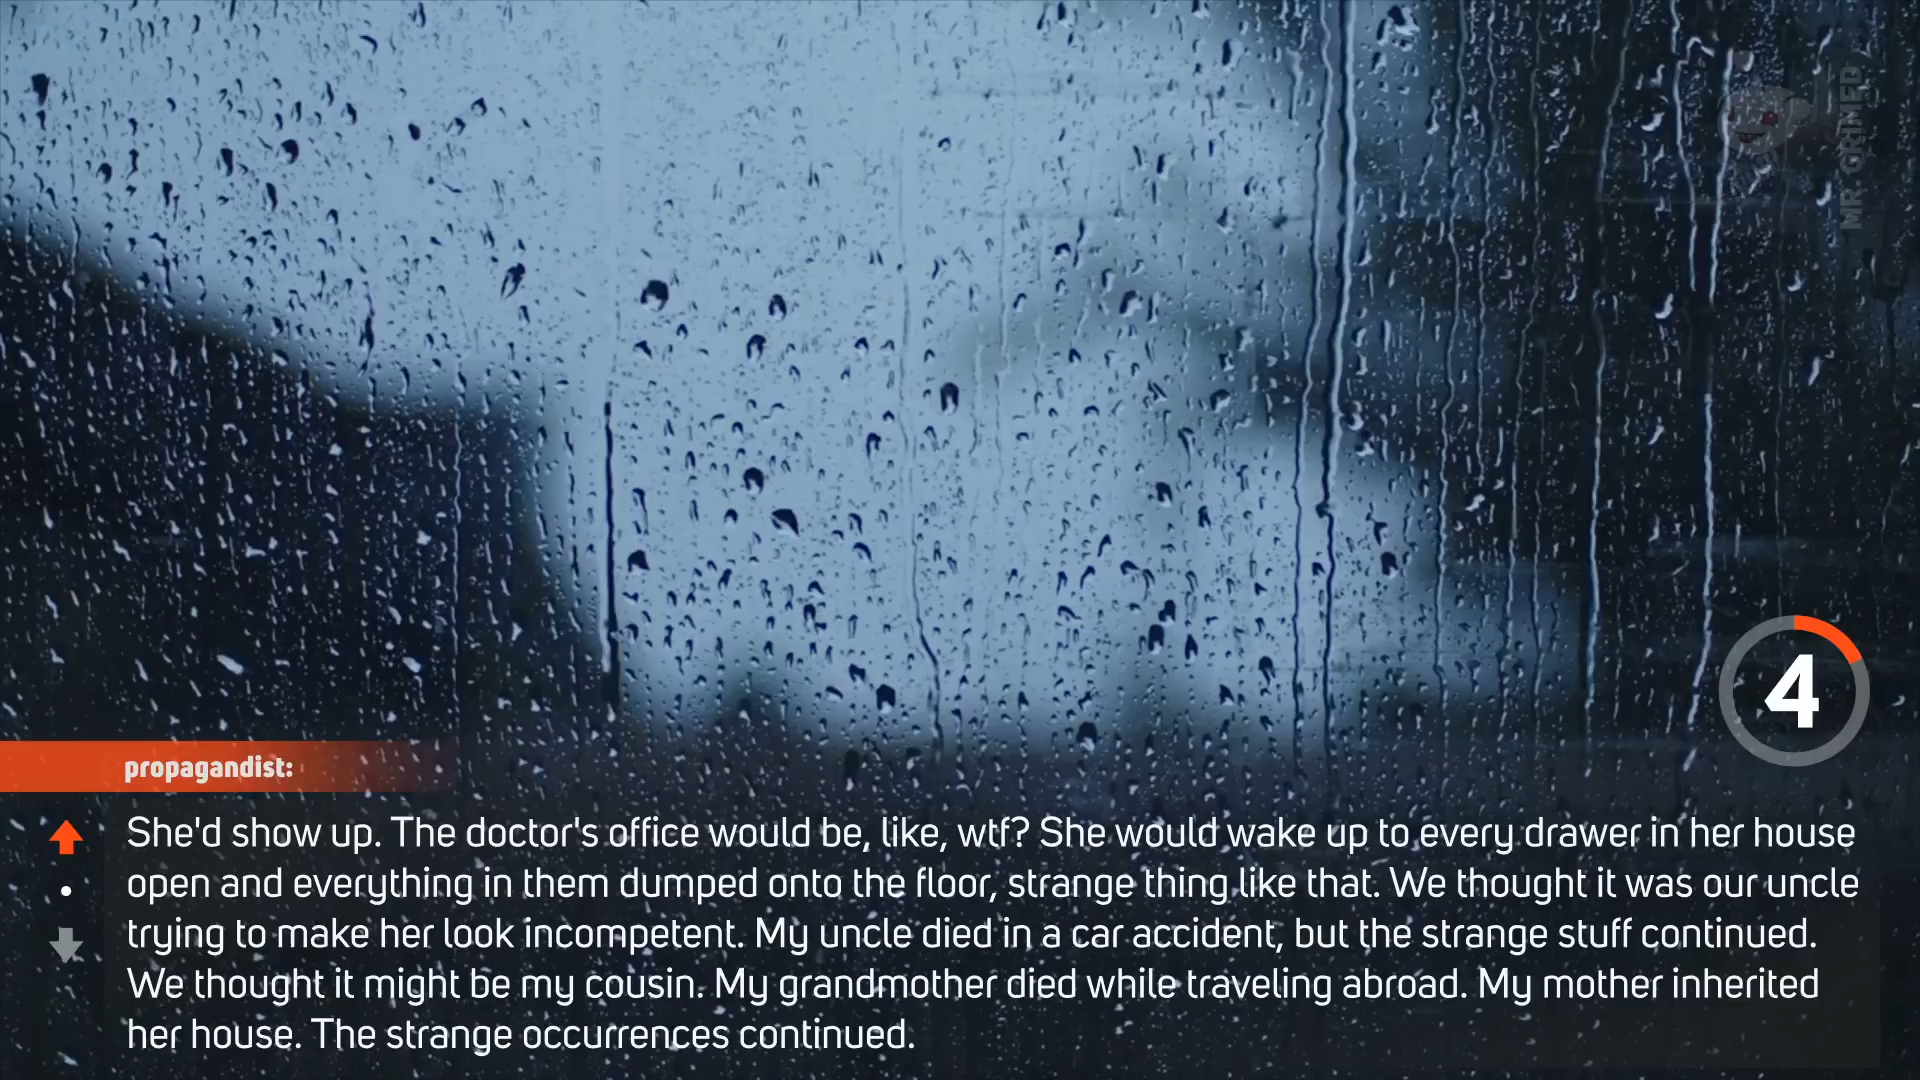 MR. GRINED
4
propagandist:
She'd show up. The doctor's office would be, like, wtf? She would wake up to every drawer in her house
open and everything in them dumped onto the floor, strange thing like that. We thought it was our uncle
trying to make her look incompetent. My uncle died in a car accident, but the strange stuff continued.
We thought it might be my cousin. My grandmother died while traveling abroad. My mother inherited
her house. The strange occurrences continued.